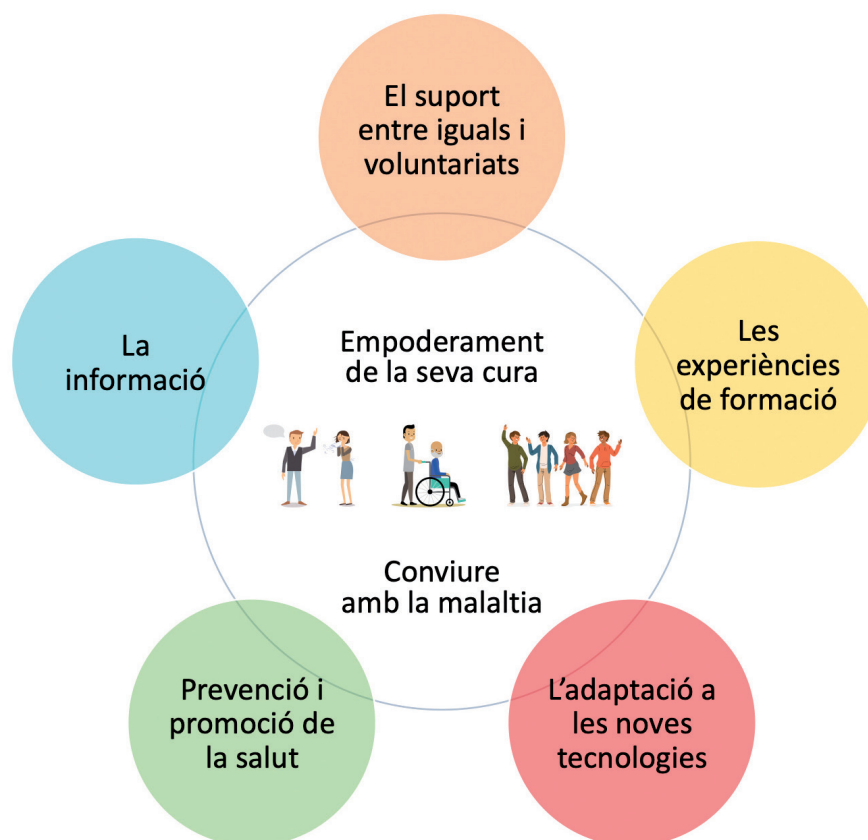 El suport
entre iguals i
voluntariats
La
informació
Empoderament
de la seva cura
Les
experiències
de formació
Conviure
amb la malaltia
Prevenció i
promoció de
la salut
L’adaptació a
les noves
tecnologies